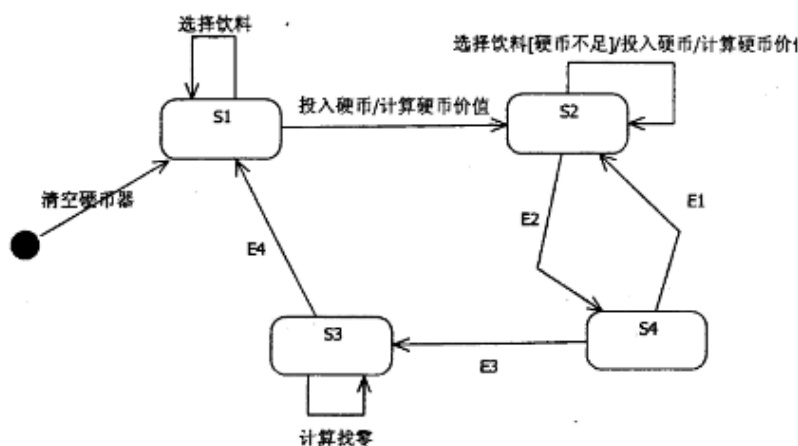 选择饮料
选择饮料[硬币不足]/投入硬币/计算硬币价
S1
投入硬币/计算硬币价值
S2
清空硬币器
E1
E2
E4
S3
S4
E3
计算找零